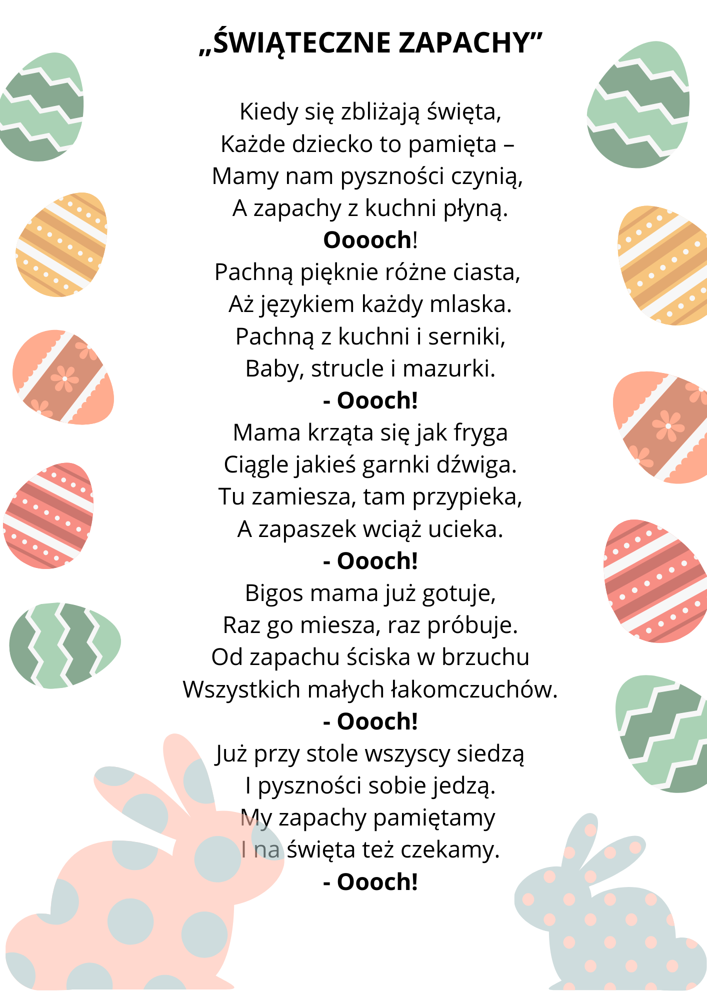 „ŚWIĄTECZNE ZAPACHY”
Kiedy się zbliżają święta,
Każde dziecko to pamięta –
Mamy nam pyszności czynią,
A zapachy z kuchni płyną.
Ooooch!
Pachną pięknie różne ciasta,
Aż językiem każdy mlaska.
Pachną z kuchni i serniki,
Baby, strucle i mazurki.
- Oooch!
Mama krząta się jak fryga
Ciągle jakieś garnki dźwiga.
Tu zamiesza, tam przypieka,
A zapaszek wciąż ucieka.
- Oooch!
Bigos mama już gotuje,
Raz go miesza, raz próbuje.
Od zapachu ściska w brzuchu
Wszystkich małych łakomczuchów.
- Oooch!
Już przy stole wszyscy siedzą
I pyszności sobie jedzą.
My zapachy pamiętamy
I na święta też czekamy.
- Oooch!